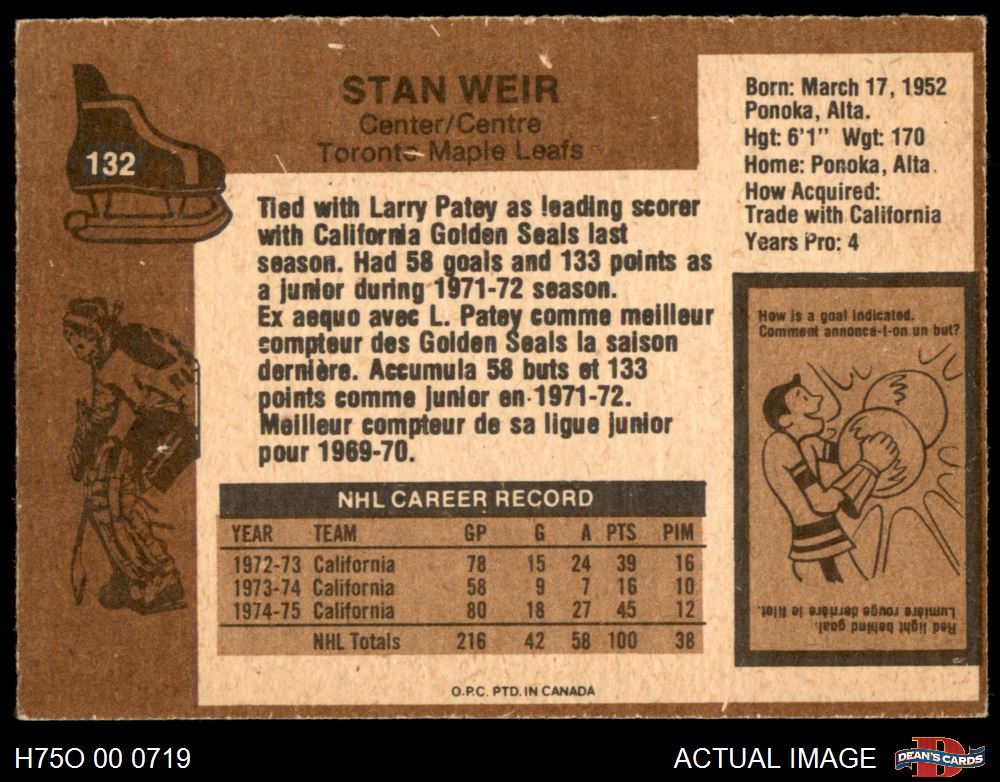 132
STAN WEIR
Center/Centre
Toronto Maple Leafs
Born: March 17, 1952
Ponoka, Alta.
Hgt: 6'1" Wgt: 170
Home: Ponoka, Alta.
How Acquired:
Trade with California
Years Pro: 4
Tied with Larry Patey as leading scorer
with California Golden Seals last
season. Had 58 goals and 133 points as
a junior during 1971-72 season.
Ex aequo avec L. Patey comme meilleur
compteur des Golden Seals la saison
dernière. Accumula 58 buts et 133
points comme junior en 1971-72.
Meilleur compteur de sa ligue junior
pour 1969-70.
How is a goal indicated.
Comment annonce-t-on un but?
Red light behind goal.
Lumière rouge derrière le filet.
NHL CAREER RECORD
YEAR TEAM GP G A PTS PIM
1972-73 California 78 15 24 39 16
1973-74 California 58 9 7 16 10
1974-75 California 80 18 27 45 12
NHL Totals 216 42 58 100 38
O.P.C. PTD. IN CANADA
H75O 00 0719
ACTUAL IMAGE
D
DEAN'S CARDS